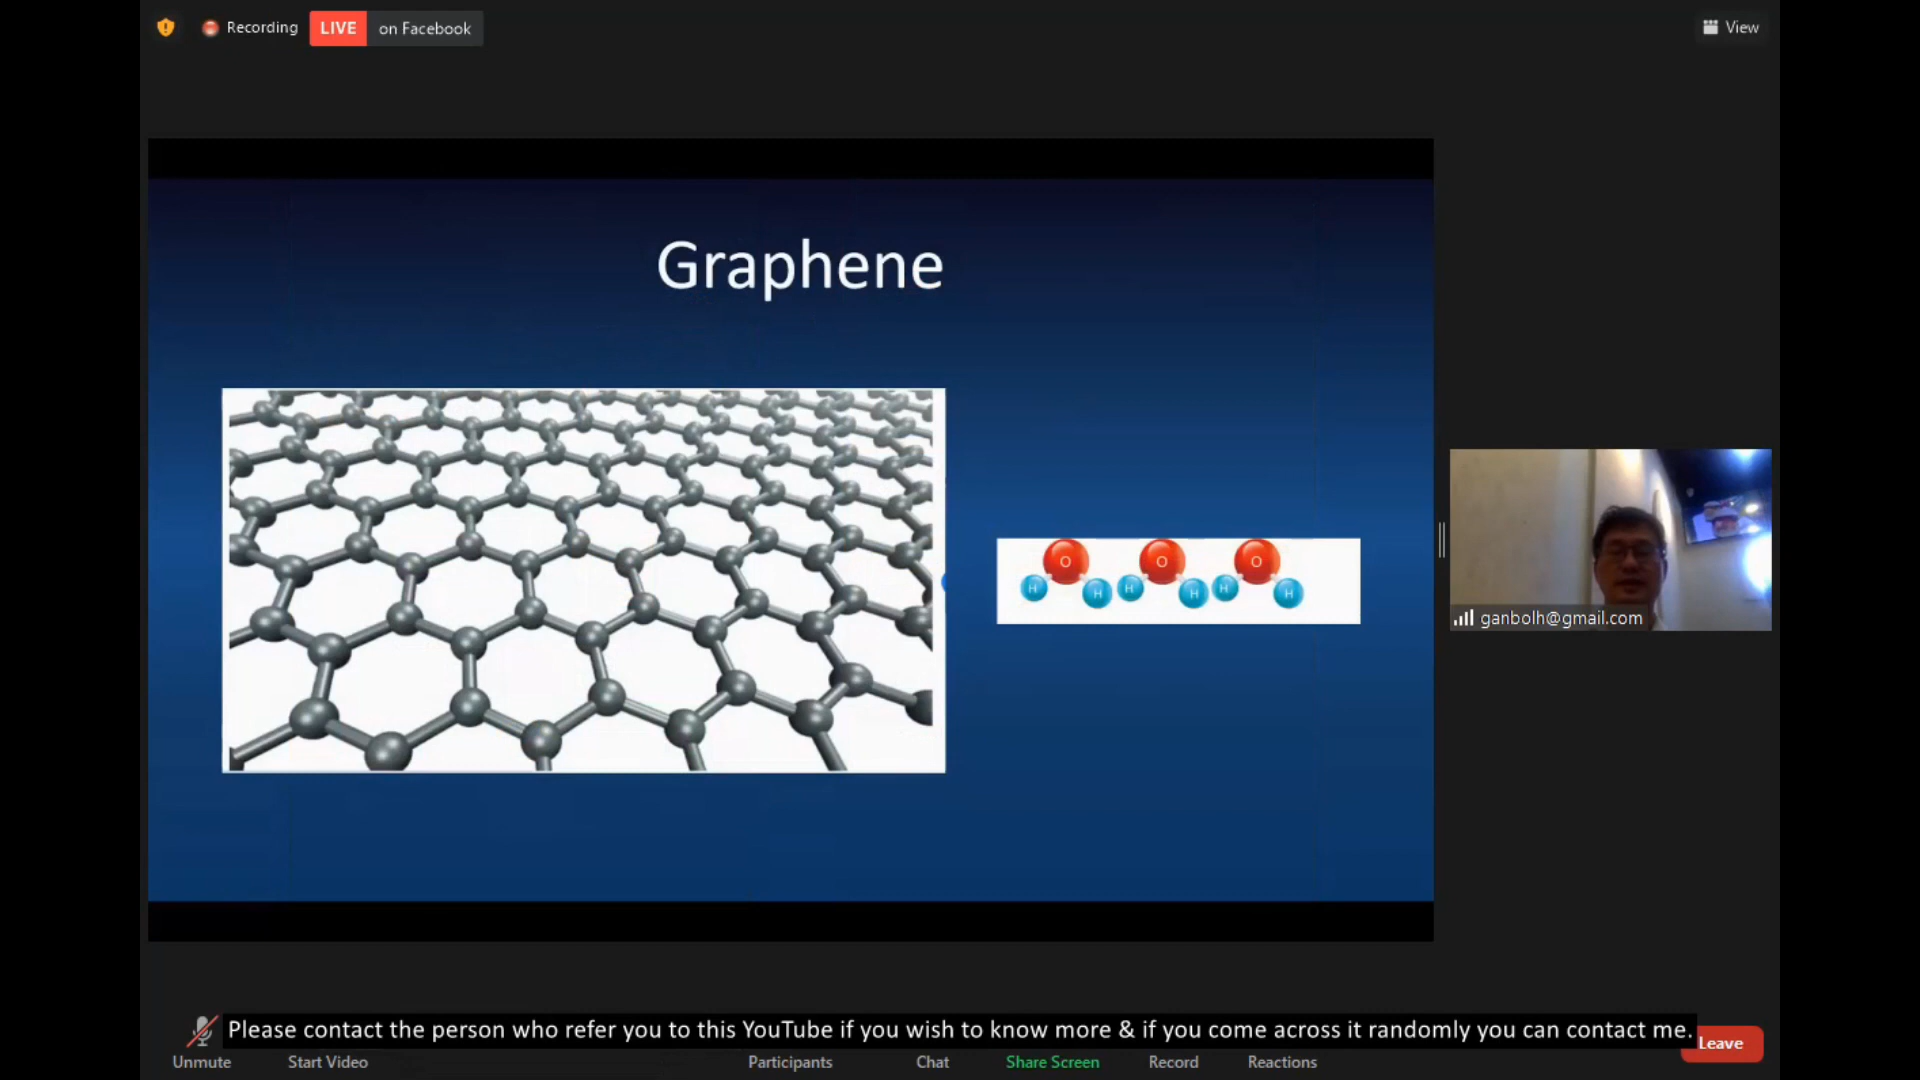 Recording
LIVE on Facebook
View
Graphene
O O O
H H H H H H
ganbolh@gmail.com
Please contact the person who refer you to this YouTube if you wish to know more & if you come across it randomly you can contact me.
Leave
Unmute
Start Video
Participants
Chat
Share Screen
Record
Reactions